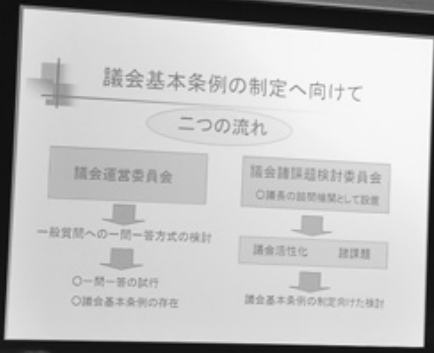 議会基本条例の制定へ向けて
二つの流れ
議会運営委員会
一般質問への一問一答方式の検討
○一問一答の試行
○議会基本条例の存在
議会諸課題検討委員会
○議長の諮問機関として設置
議会活性化 諸課題
議会基本条例の制定向けた検討